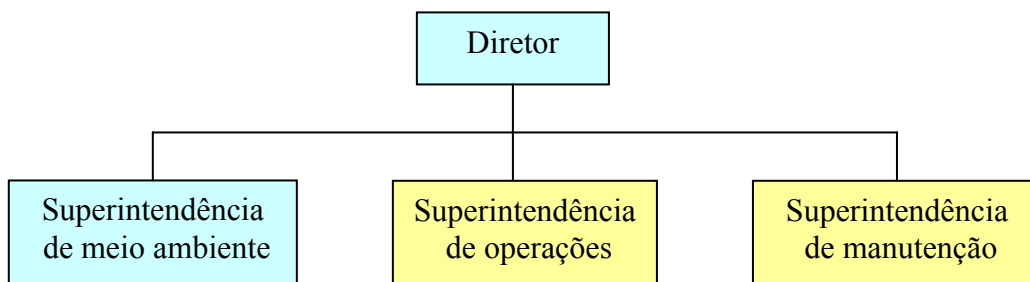 Diretor
Superintendência
de meio ambiente
Superintendência
de operações
Superintendência
de manutenção